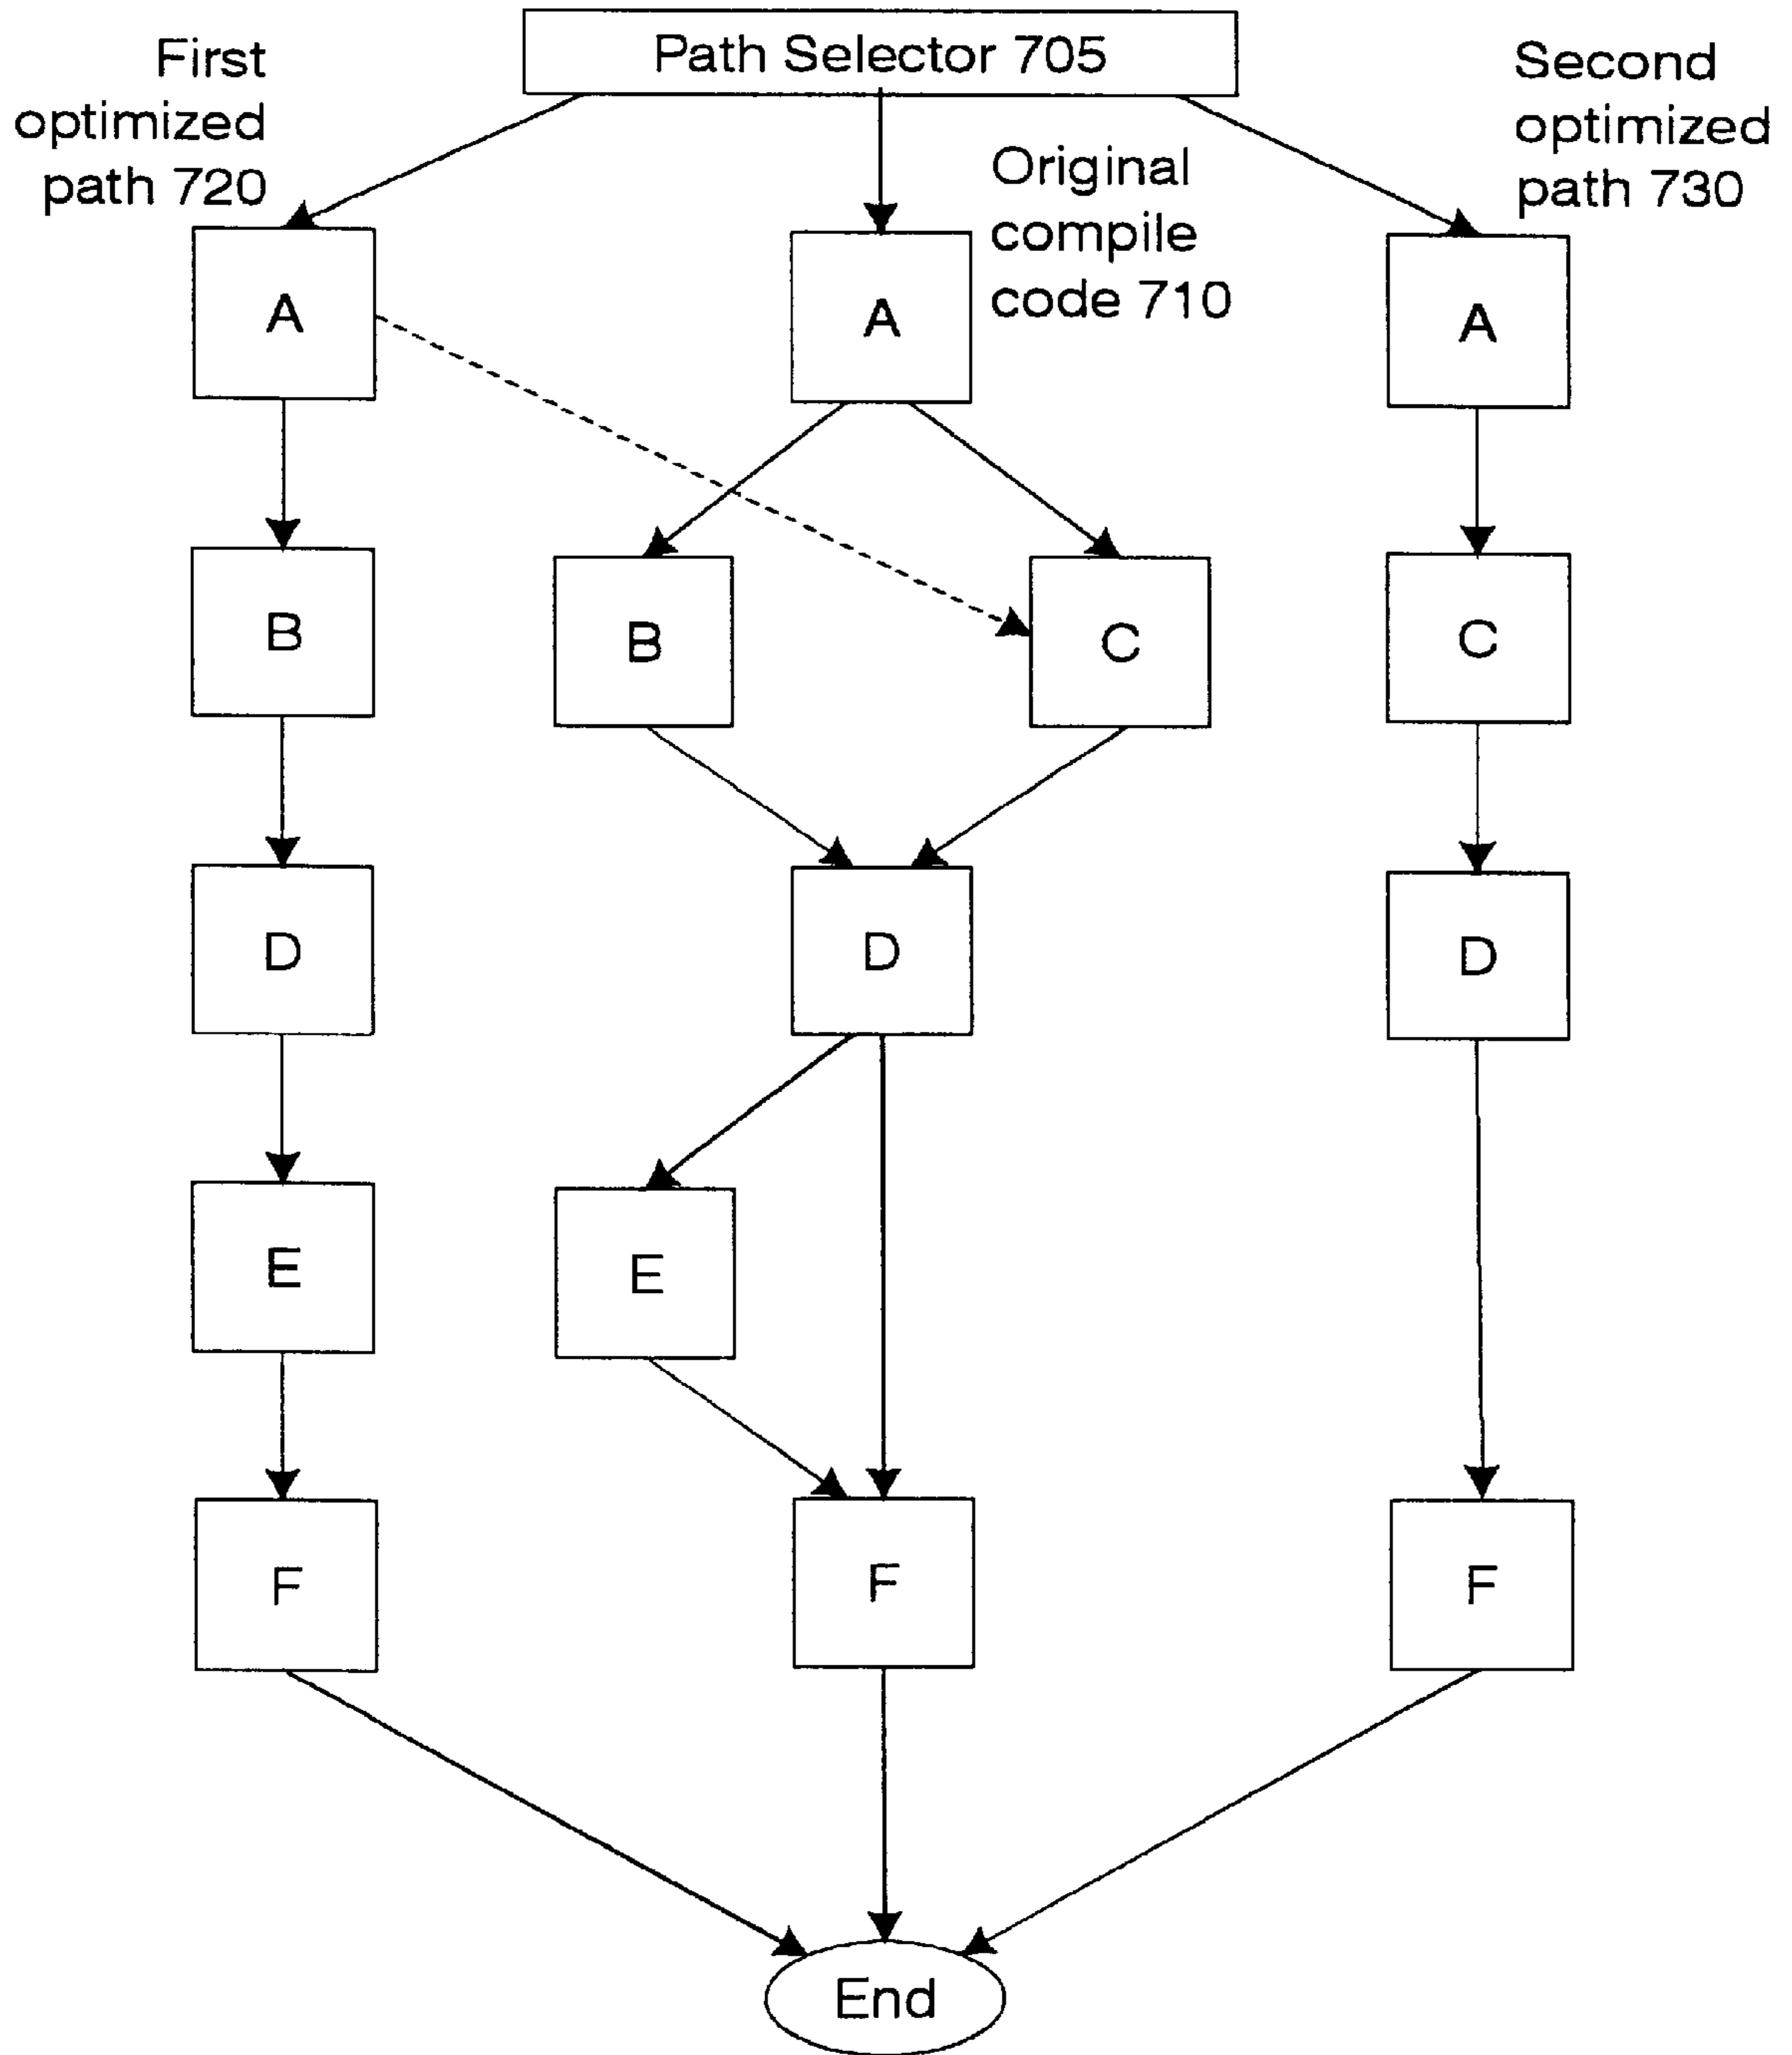 Path Selector 705
First
optimized
path 720
Original
compile
code 710
Second
optimized
path 730
A
A
A
B
B
C
C
D
D
D
E
E
F
F
F
End